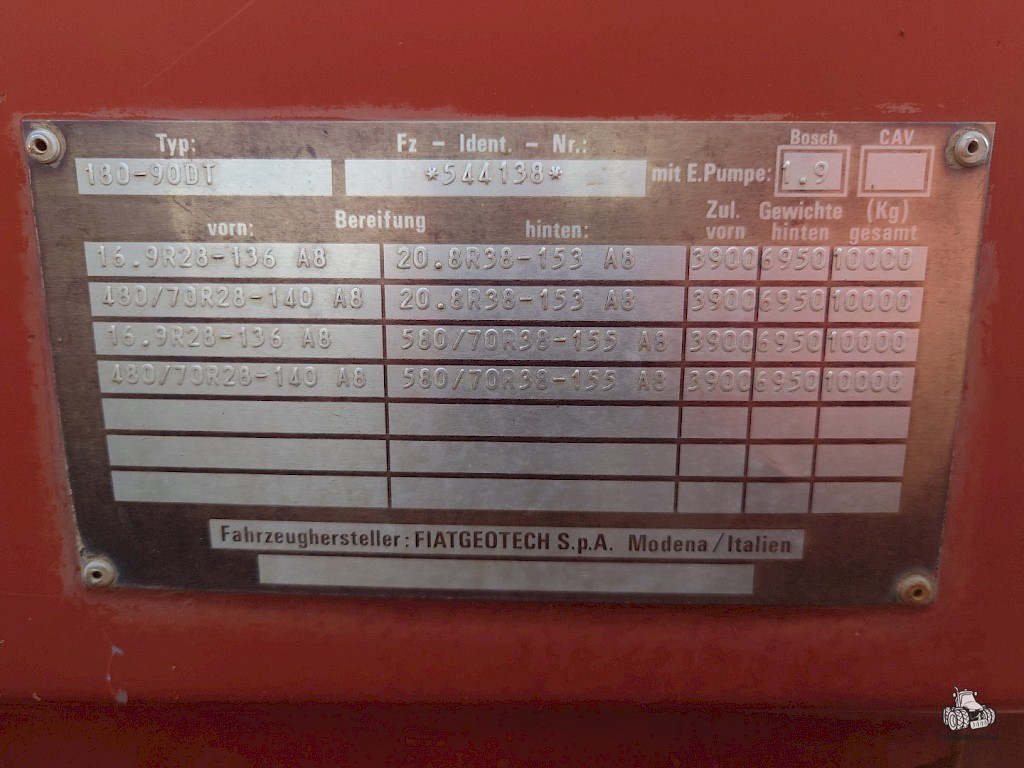 Typ: Fz - Ident. - Nr.: Bosch CAV
180-90DT *544138* mit E.Pumpe: 1.9
Bereifung Zul. Gewichte (Kg)
vorn: hinten: vorn hinten gesamt
16.9R28-136 A8 20.8R38-153 A8 3900 6950 10000
480/70R28-140 A8 20.8R38-153 A8 3900 6950 10000
16.9R28-136 A8 580/70R38-155 A8 3900 6950 10000
480/70R28-140 A8 580/70R38-155 A8 3900 6950 10000
Fahrzeughersteller: FIATGEOTECH S.p.A. Modena/Italien